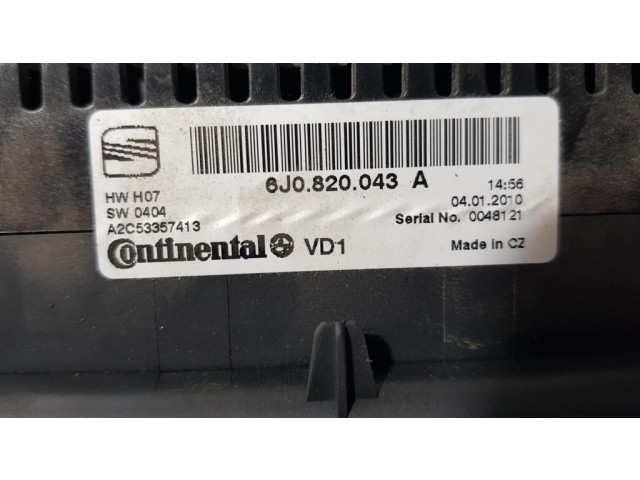 6J0.820.043 A
14:56
HW H07
04.01.2010
SW 0404
Serial No. 0048121
A2C53357413
Continental VD1
Made in CZ